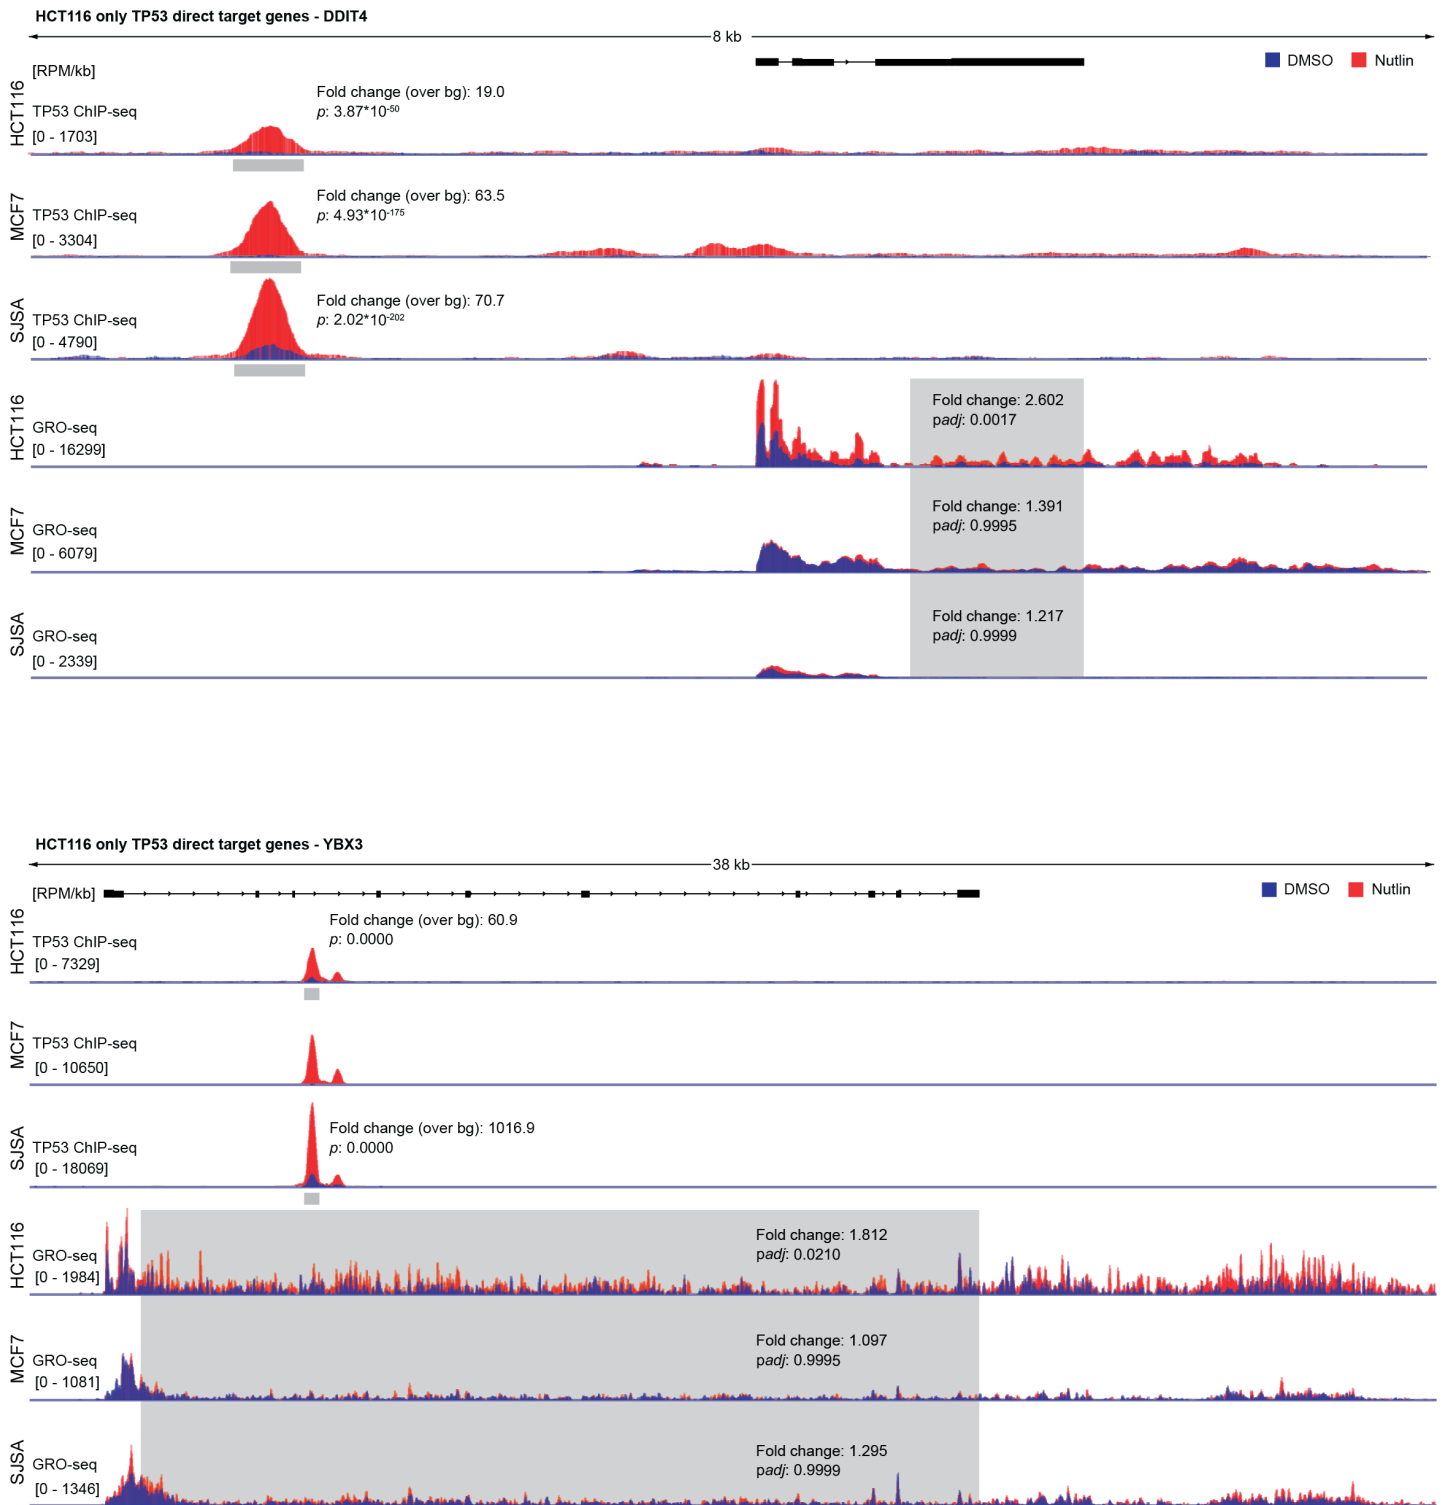 HCT116 only TP53 direct target genes - DDIT4
8 kb
[RPM/kb]
DMSO Nutlin
HCT116
TP53 ChIP-seq
[0 - 1703]
Fold change (over bg): 19.0
p: 3.87*10-50
MCF7
TP53 ChIP-seq
[0 - 3304]
Fold change (over bg): 63.5
p: 4.93*10-175
SJSA
TP53 ChIP-seq
[0 - 4790]
Fold change (over bg): 70.7
p: 2.02*10-202
HCT116
GRO-seq
[0 - 16299]
Fold change: 2.602
padj: 0.0017
MCF7
GRO-seq
[0 - 6079]
Fold change: 1.391
padj: 0.9995
SJSA
GRO-seq
[0 - 2339]
Fold change: 1.217
padj: 0.9999
HCT116 only TP53 direct target genes - YBX3
38 kb
[RPM/kb]
DMSO Nutlin
HCT116
TP53 ChIP-seq
[0 - 7329]
Fold change (over bg): 60.9
p: 0.0000
MCF7
TP53 ChIP-seq
[0 - 10650]
SJSA
TP53 ChIP-seq
[0 - 18069]
Fold change (over bg): 1016.9
p: 0.0000
HCT116
GRO-seq
[0 - 1984]
Fold change: 1.812
padj: 0.0210
MCF7
GRO-seq
[0 - 1081]
Fold change: 1.097
padj: 0.9995
SJSA
GRO-seq
[0 - 1346]
Fold change: 1.295
padj: 0.9999